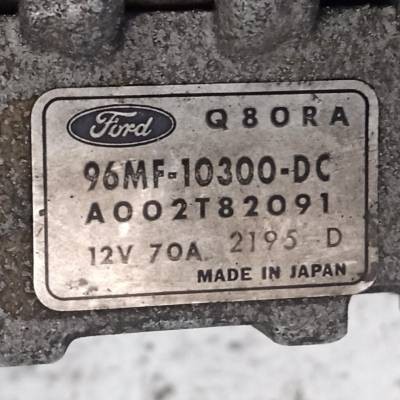 Ford Q80RA
96MF-10300-DC
A002T82091
12V 70A 2195 D
MADE IN JAPAN